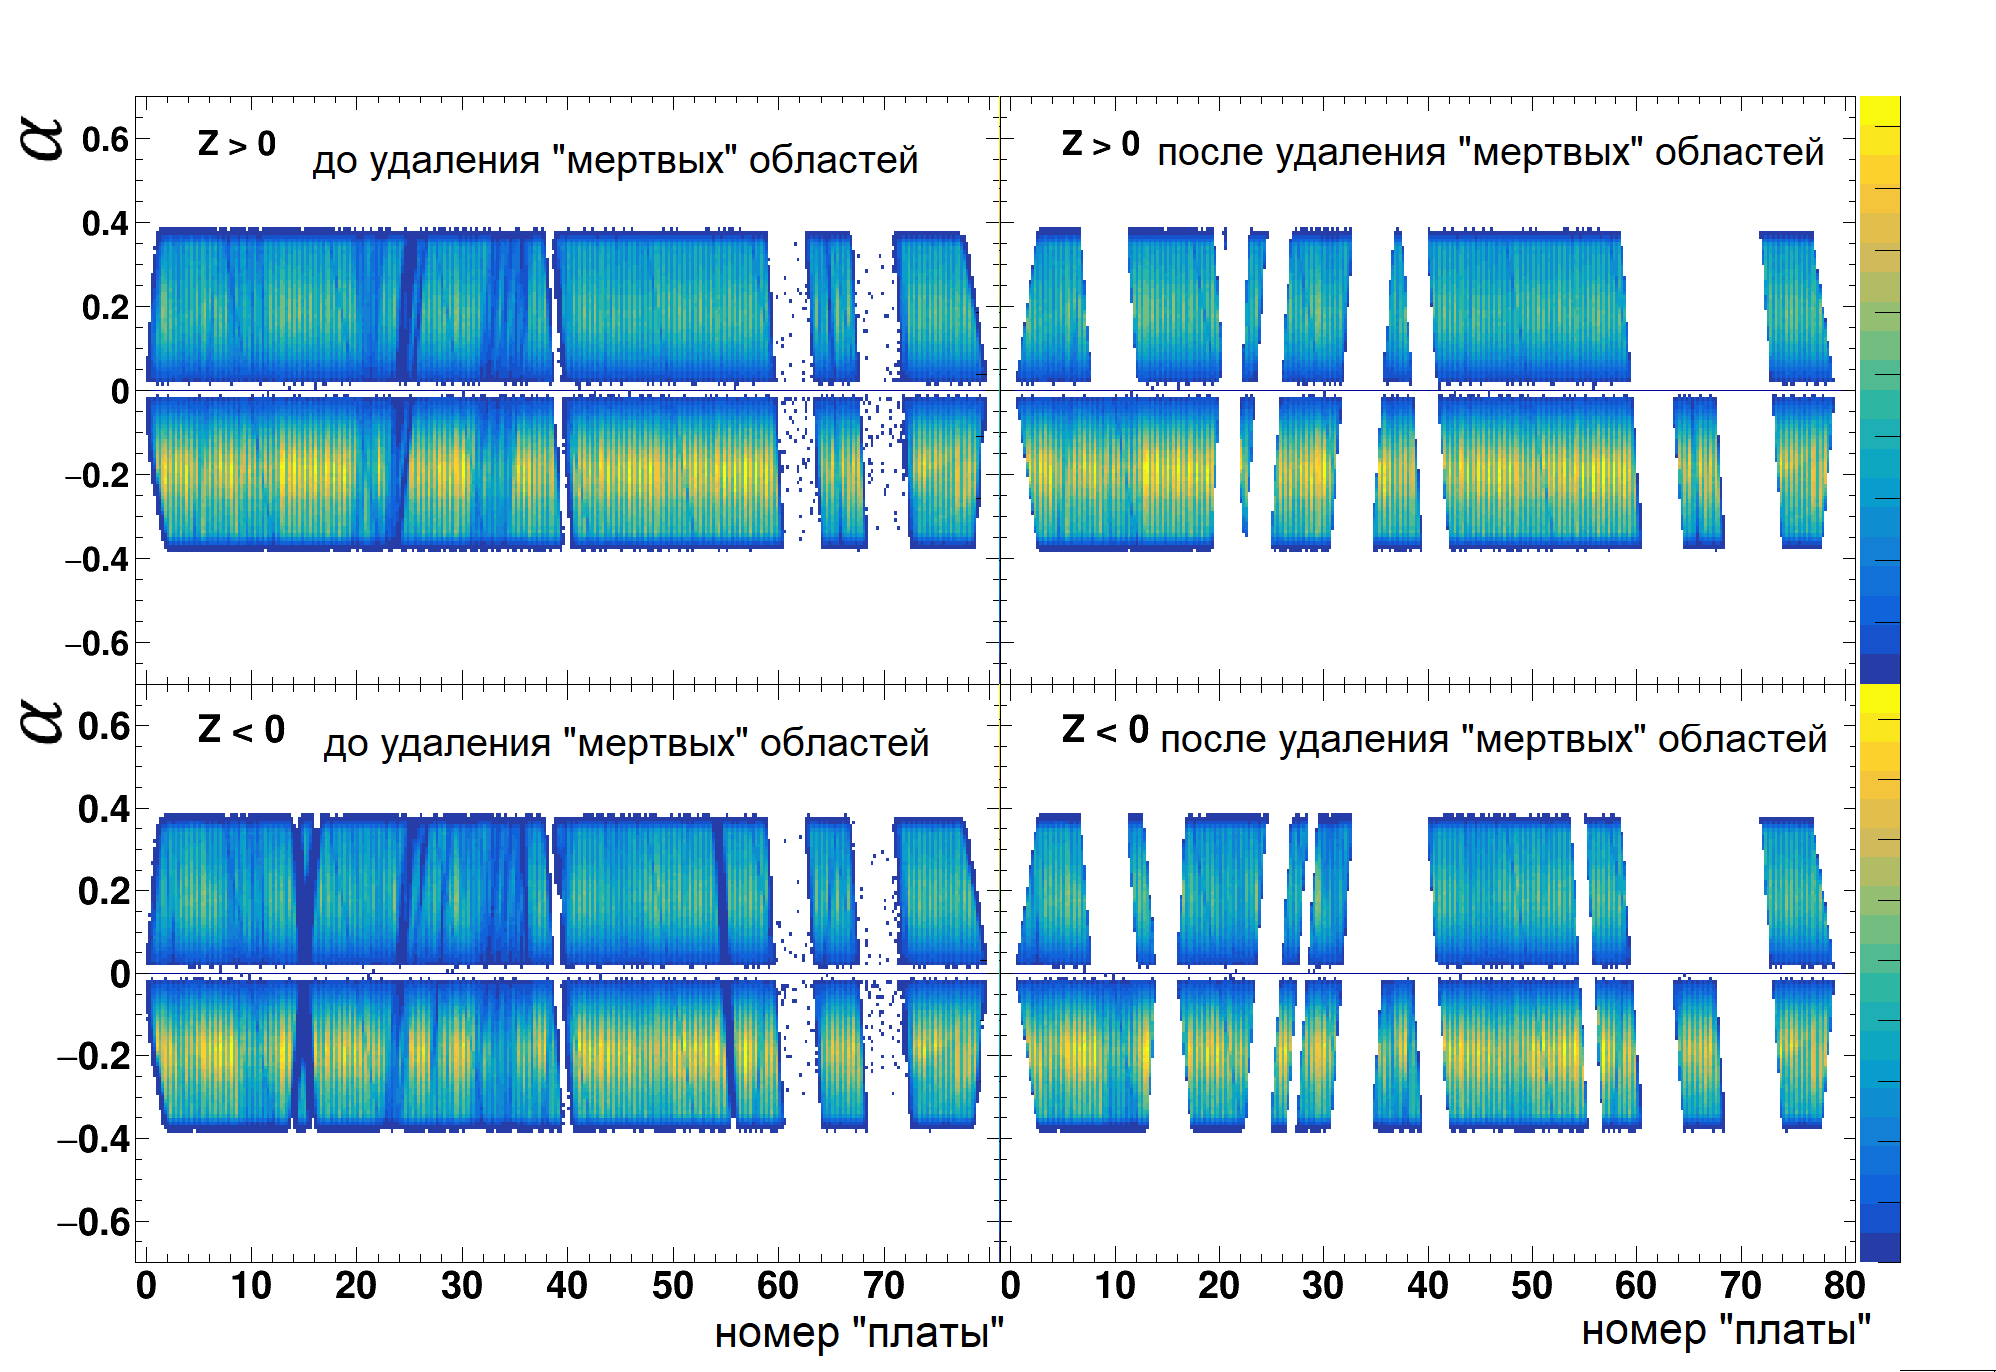 Z > 0 до удаления "мертвых" областей
Z > 0 после удаления "мертвых" областей
α
0.6
0.4
0.2
0
−0.2
−0.4
−0.6
Z < 0 до удаления "мертвых" областей
Z < 0 после удаления "мертвых" областей
α
0.6
0.4
0.2
0
−0.2
−0.4
−0.6
0 10 20 30 40 50 60 70
0 10 20 30 40 50 60 70 80
номер "платы"
номер "платы"